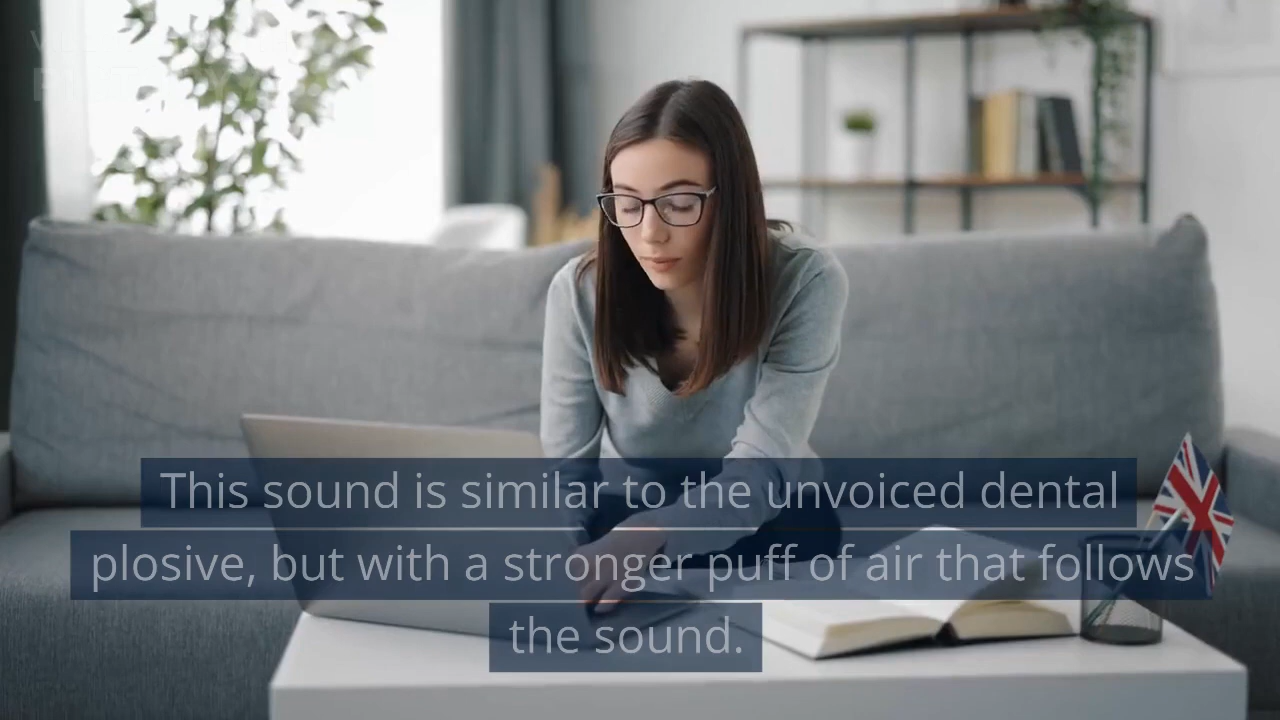 This sound is similar to the unvoiced dental
plosive, but with a stronger puff of air that follows
the sound.